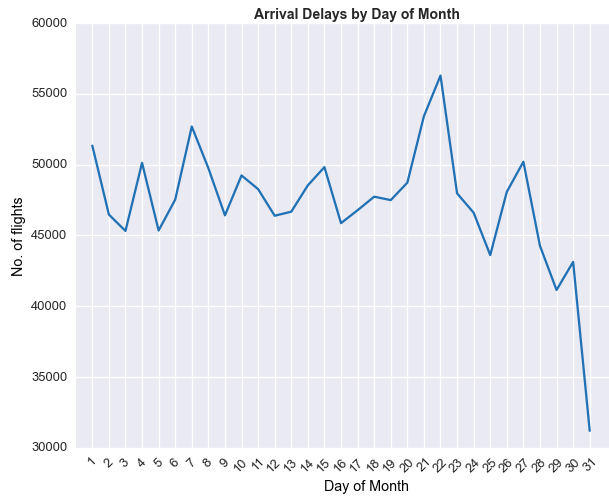 Arrival Delays by Day of Month
60000
55000
50000
45000
40000
35000
30000
No. of flights
1 2 3 4 5 6 7 8 9 10 11 12 13 14 15 16 17 18 19 20 21 22 23 24 25 26 27 28 29 30 31
Day of Month